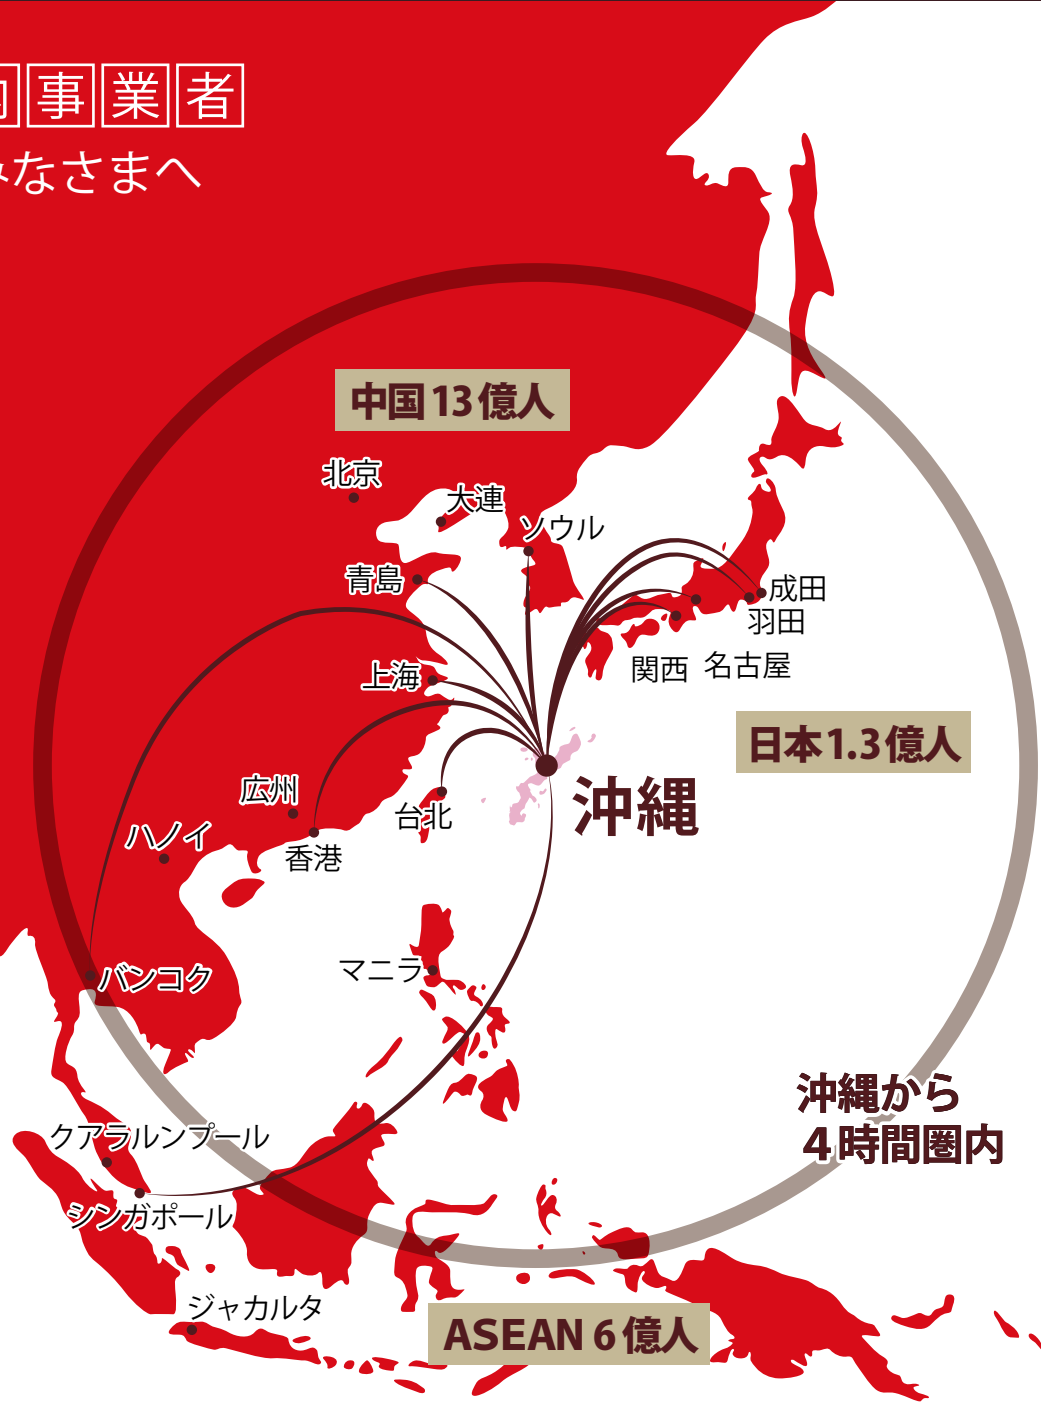 事業者
なさまへ
中国13億人
北京
大連
ソウル
青島
成田
羽田
関西
名古屋
上海
日本1.3億人
広州
台北
沖縄
ハノイ
香港
マニラ
バンコク
沖縄から
4時間圏内
クアラルンプール
シンガポール
ジャカルタ
ASEAN 6億人